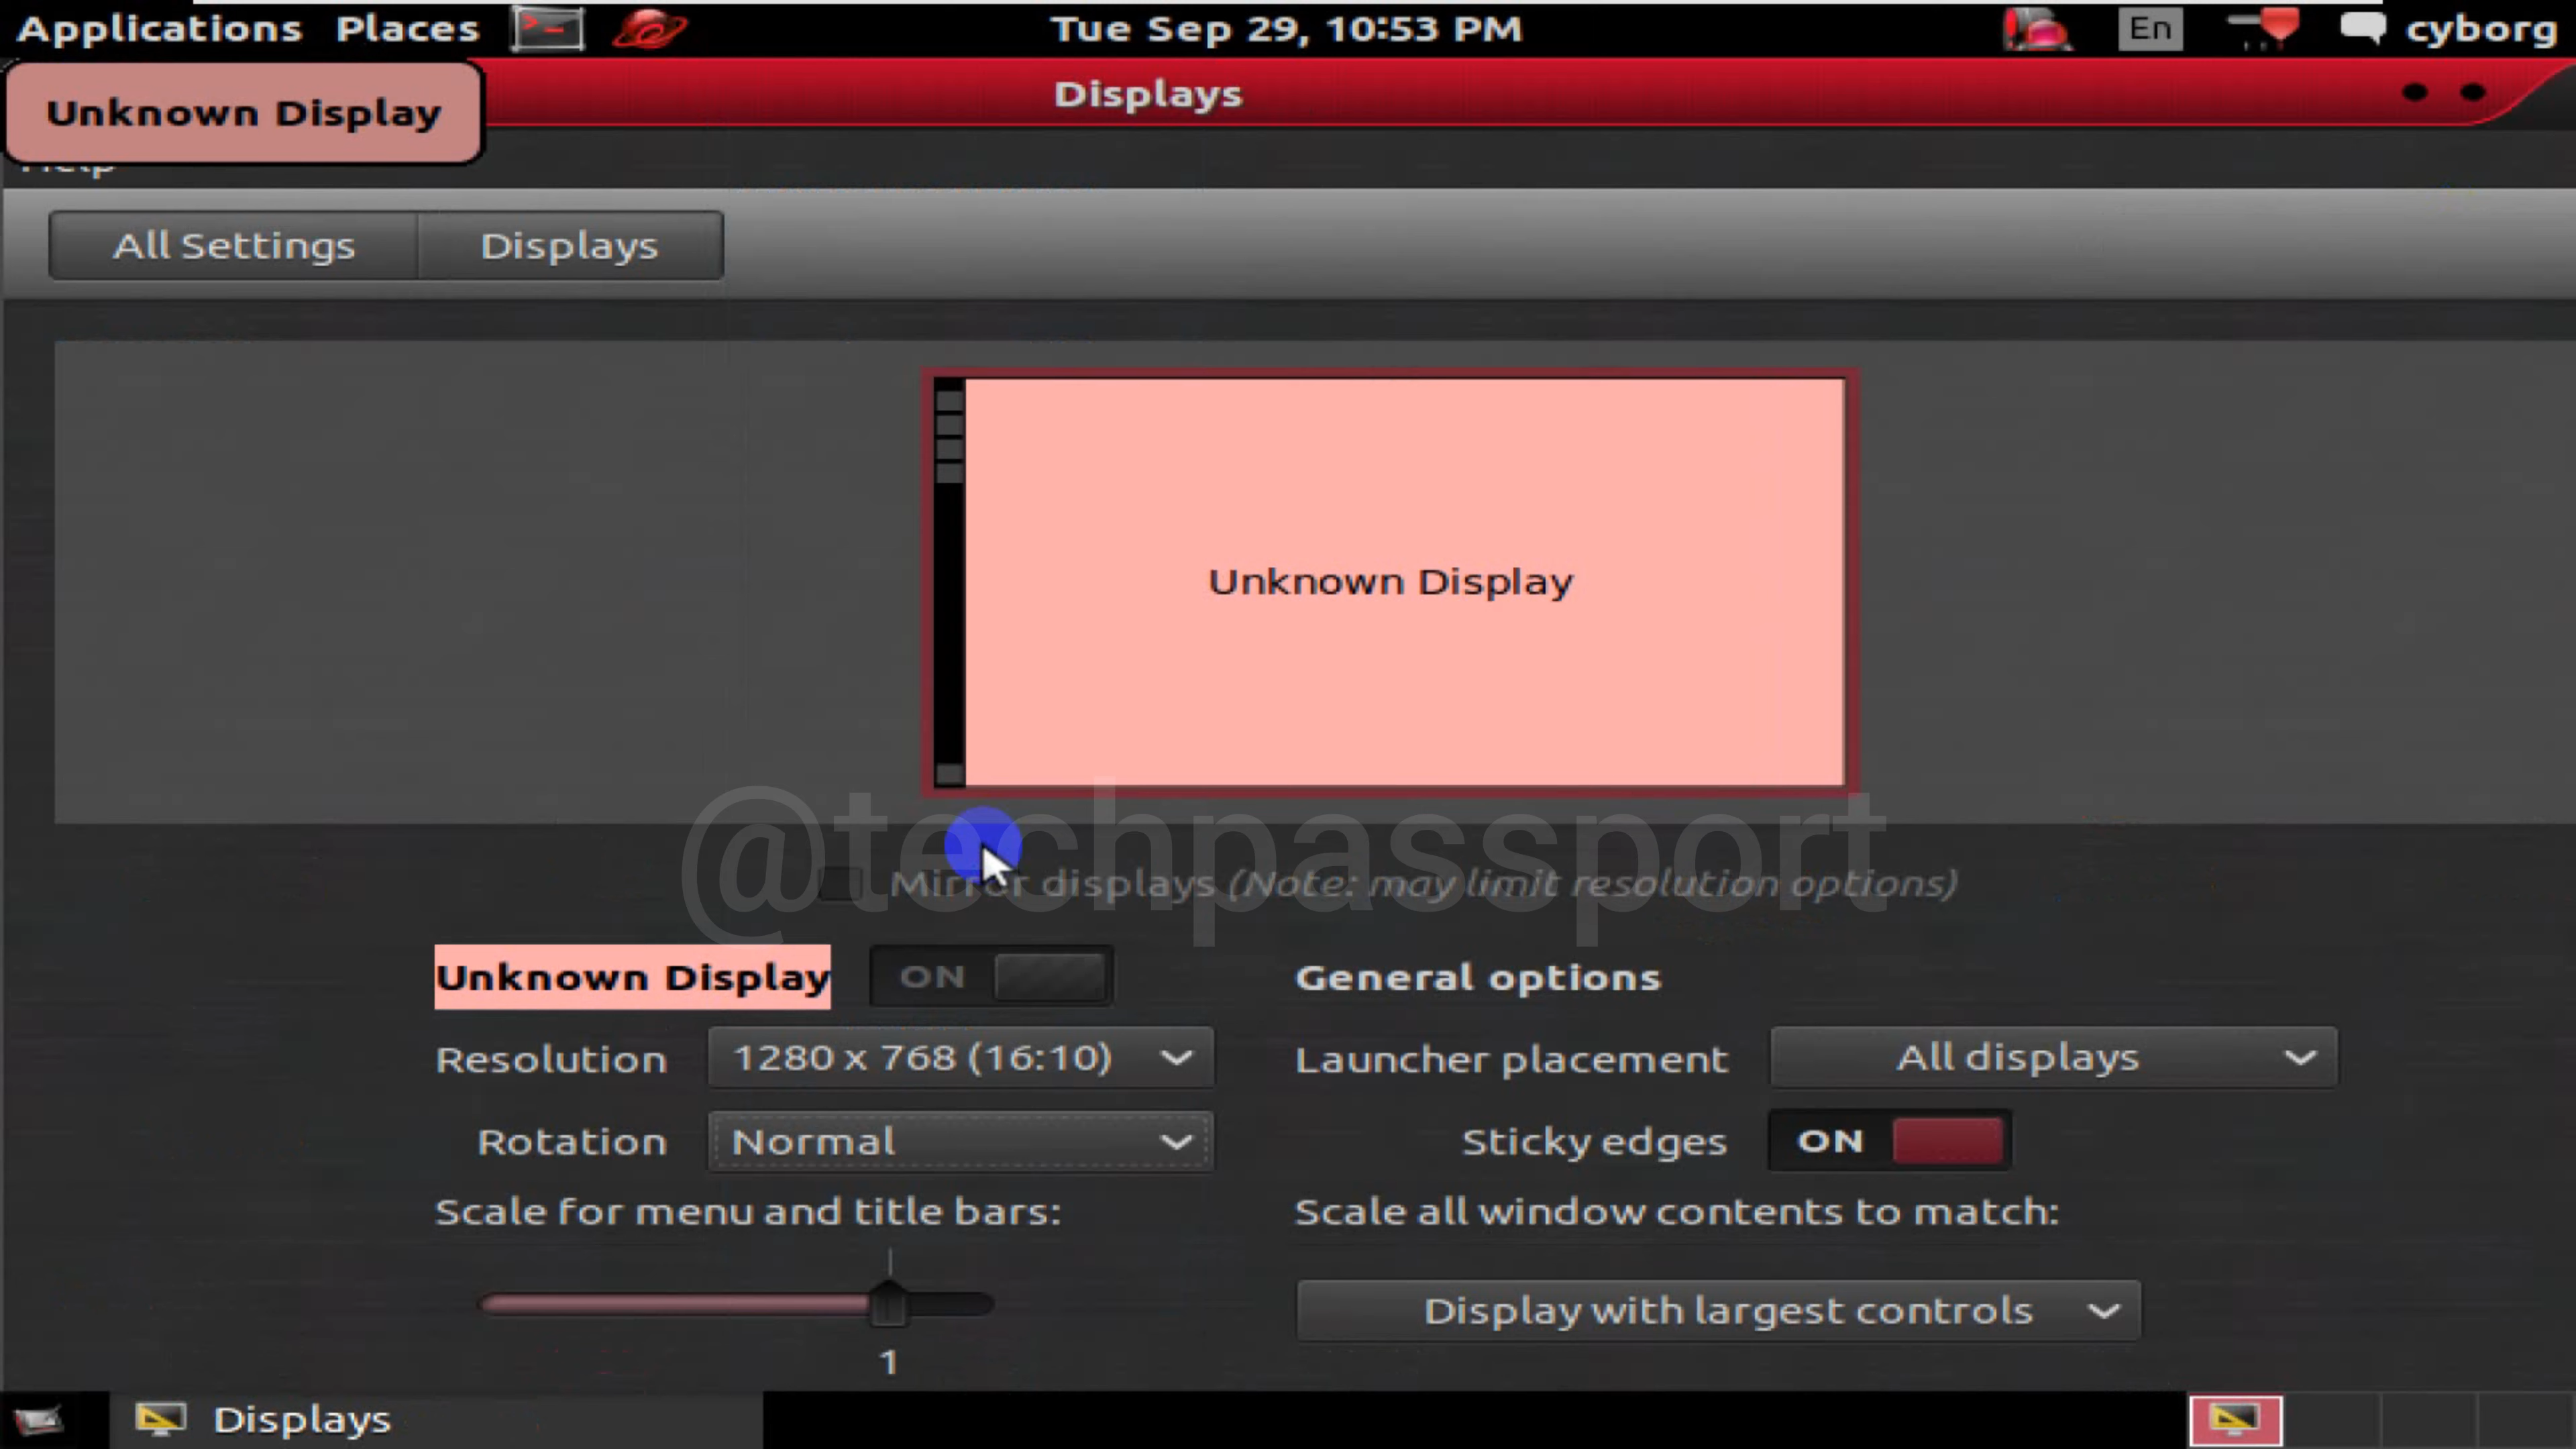 Applications Places Tue Sep 29, 10:53 PM En cyborg
Unknown Display
Displays
Help
All Settings Displays
Unknown Display
@techpassport
Mirror displays (Note: may limit resolution options)
Unknown Display ON General options
Resolution 1280 x 768 (16:10) Launcher placement All displays
Rotation Normal Sticky edges ON
Scale for menu and title bars: Scale all window contents to match:
Display with largest controls
1
Displays